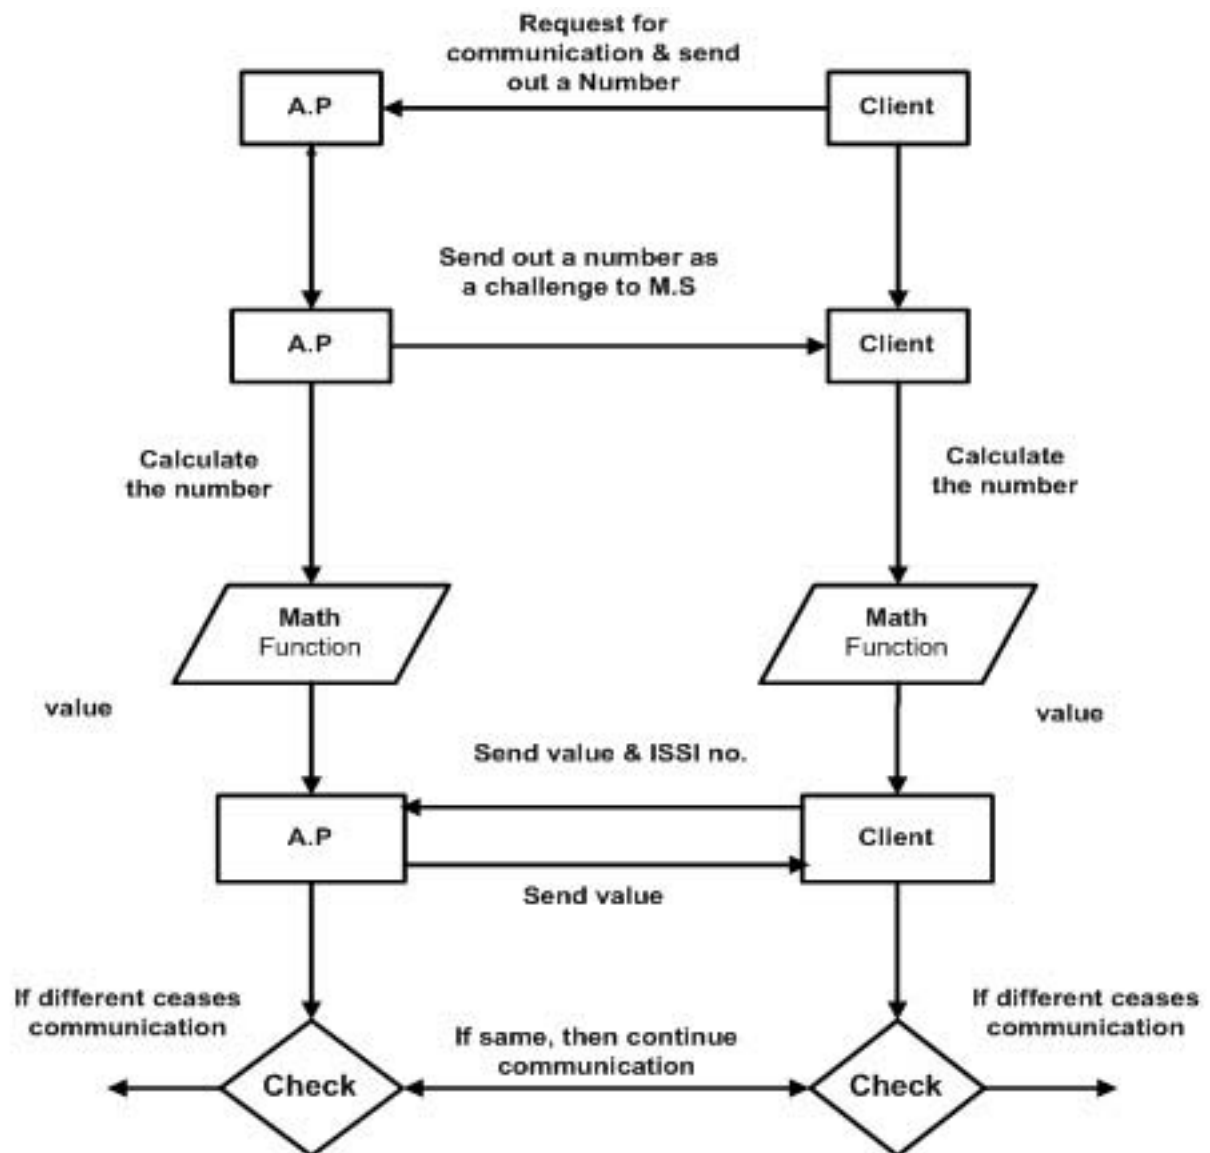 Request for
communication & send
out a Number
A.P
Client
Send out a number as
a challenge to M.S
A.P
Client
Calculate
the number
Calculate
the number
Math
Function
Math
Function
value
value
Send value & ISSI no.
A.P
Client
Send value
If different ceases
communication
If same, then continue
communication
If different ceases
communication
Check
Check